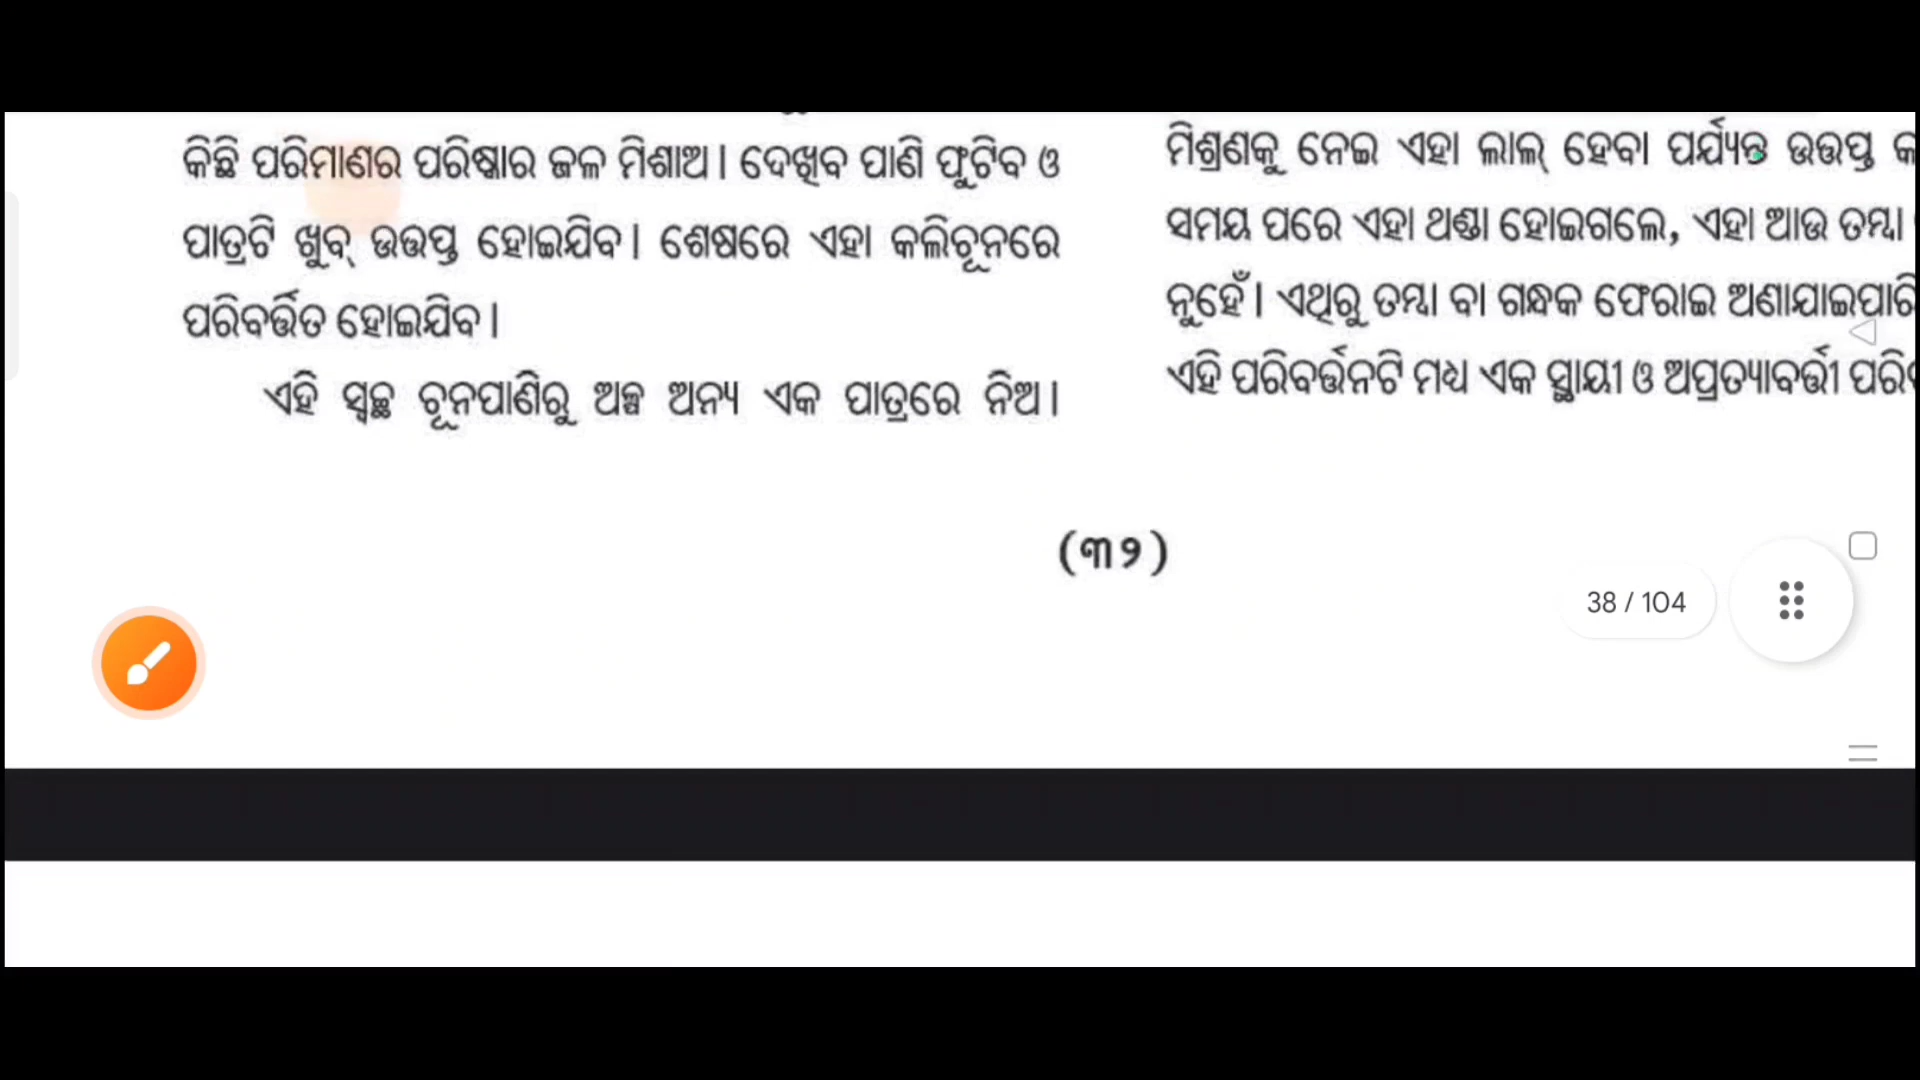 କିଛି ପରିମାଣର ପରିଷ୍କାର ଜଳ ମିଶାଅ। ଦେଖିବ ପାଣି ଫୁଟିବ ଓ
ପାତ୍ରଟି ଖୁବ୍ ଉତ୍ତପ୍ତ ହୋଇଯିବ। ଶେଷରେ ଏହା କଲିଚୂନରେ
ପରିବର୍ତ୍ତିତ ହୋଇଯିବ।
ଏହି ସ୍ଵଚ୍ଛ ଚୂନପାଣିରୁ ଅଳ୍ପ ଅନ୍ୟ ଏକ ପାତ୍ରରେ ନିଅ।
ମିଶ୍ରଣକୁ ନେଇ ଏହା ଲାଲ୍ ହେବା ପର୍ଯ୍ୟନ୍ତ ଉତ୍ତପ୍ତ
ସମୟ ପରେ ଏହା ଥଣ୍ଡା ହୋଇଗଲେ, ଏହା ଆଉ ତମ୍ବା
ନୁହେଁ। ଏଥିରୁ ତମ୍ବା ବା ଗନ୍ଧକ ଫେରାଇ ଅଣାଯାଇପାରି
ଏହି ପରିବର୍ତ୍ତନଟି ମଧ୍ୟ ଏକ ସ୍ଥାୟୀ ଓ ଅପ୍ରତ୍ୟାବର୍ତ୍ତୀ
(୩୨)
38 / 104